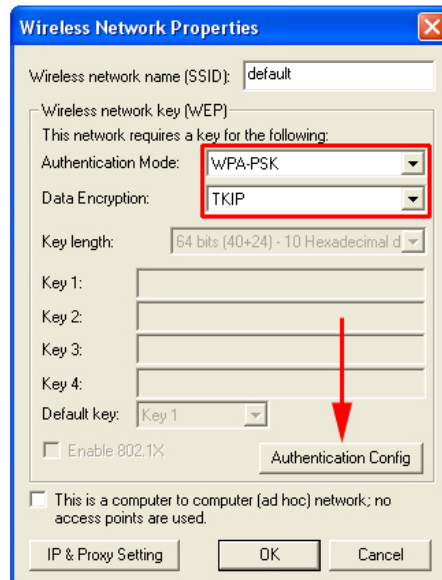 Wireless Network Properties
Wireless network name (SSID): default
Wireless network key (WEP)
This network requires a key for the following:
Authentication Mode: WPA-PSK
Data Encryption: TKIP
Key length: 64 bits (40+24) - 10 Hexadecimal d
Key 1:
Key 2:
Key 3:
Key 4:
Default key: Key 1
Enable 802.1X
Authentication Config
This is a computer to computer (ad hoc) network; no
access points are used.
IP & Proxy Setting OK Cancel